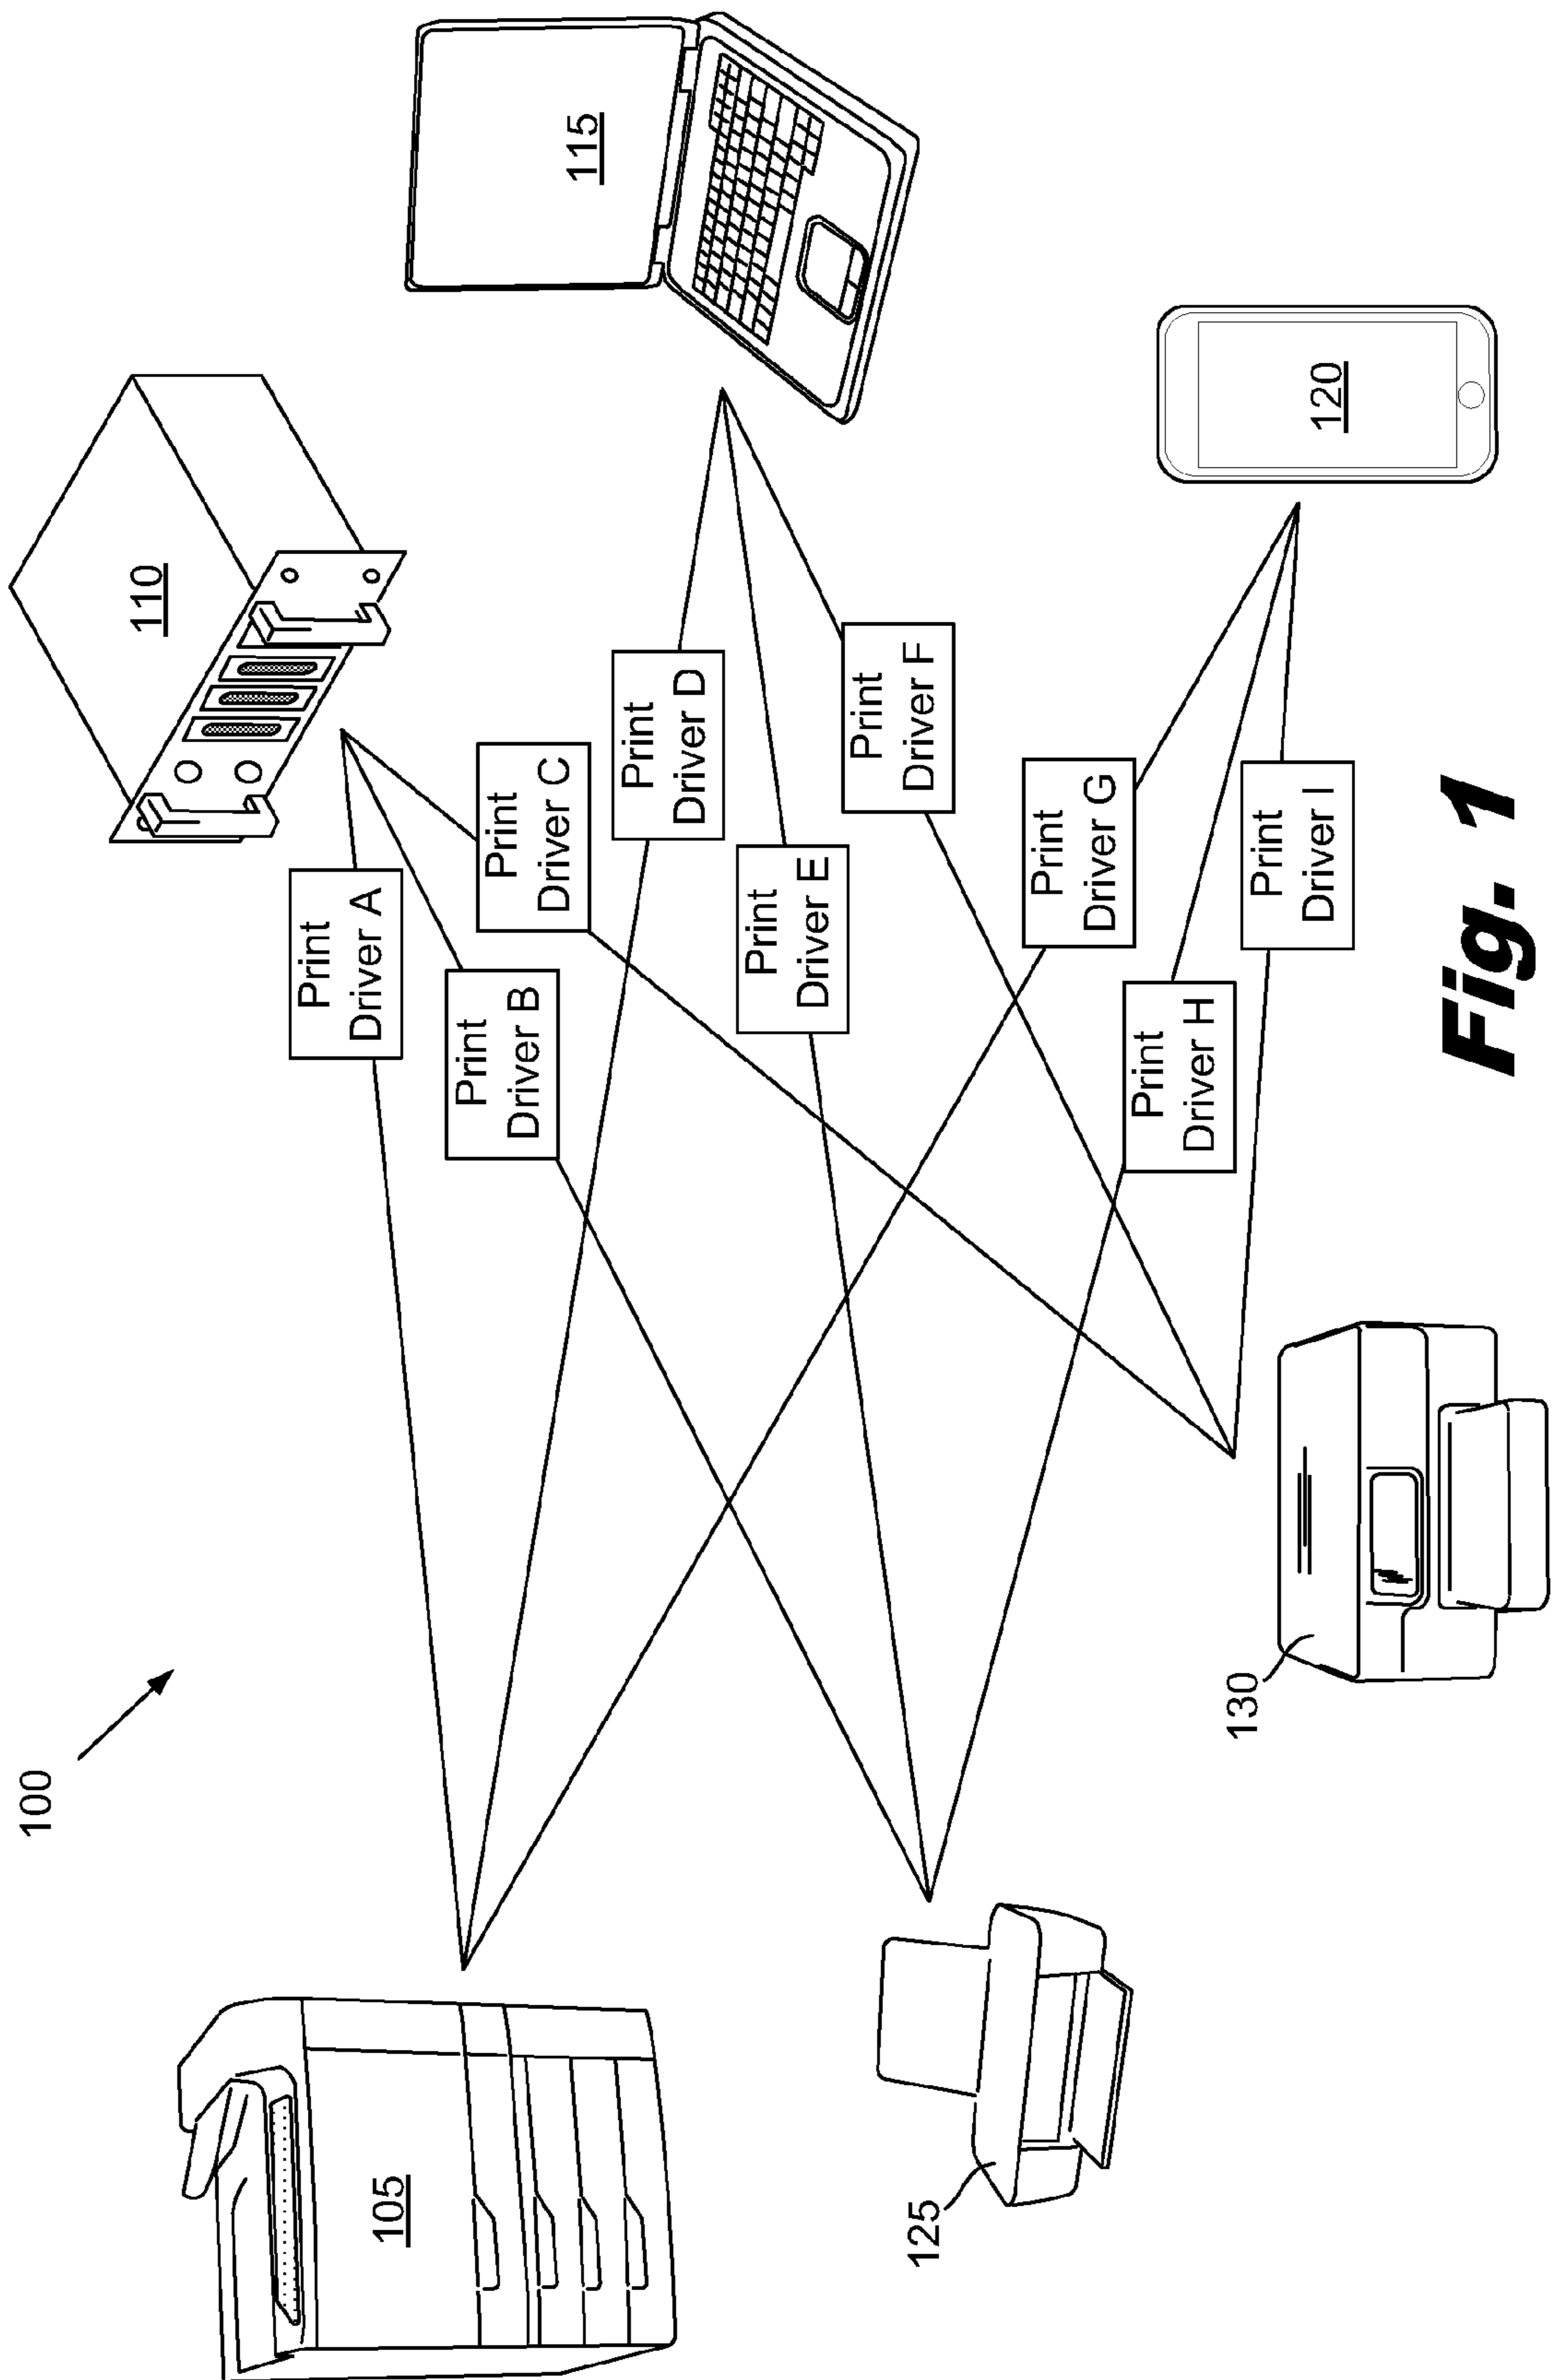 100
105
110
115
120
125
130
Print
Driver A
Print
Driver B
Print
Driver C
Print
Driver D
Print
Driver E
Print
Driver F
Print
Driver G
Print
Driver H
Print
Driver I
Fig. 1